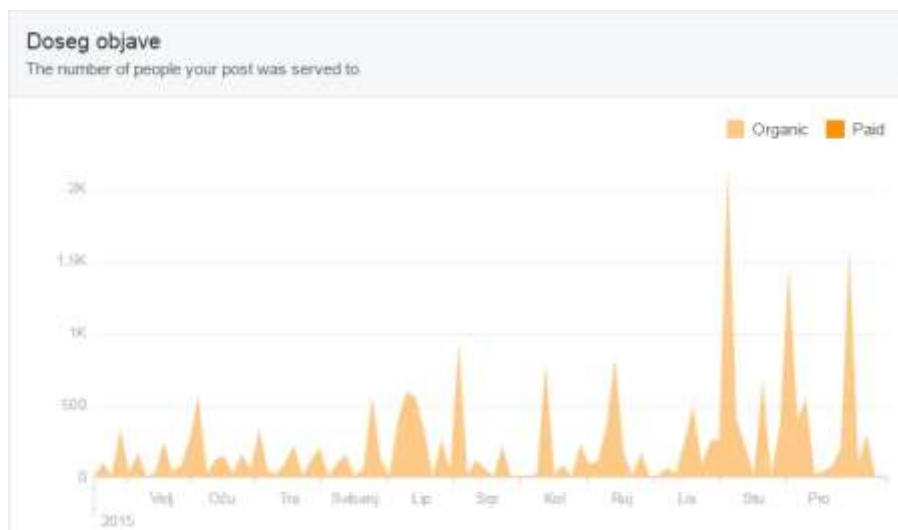 Doseg objave
The number of people your post was served to
Organic Paid
2K
1,5K
1K
500
0
Velj Ožu Tra Svibanj Lip Srp Kol Ruj Lis Stu Pro
2015